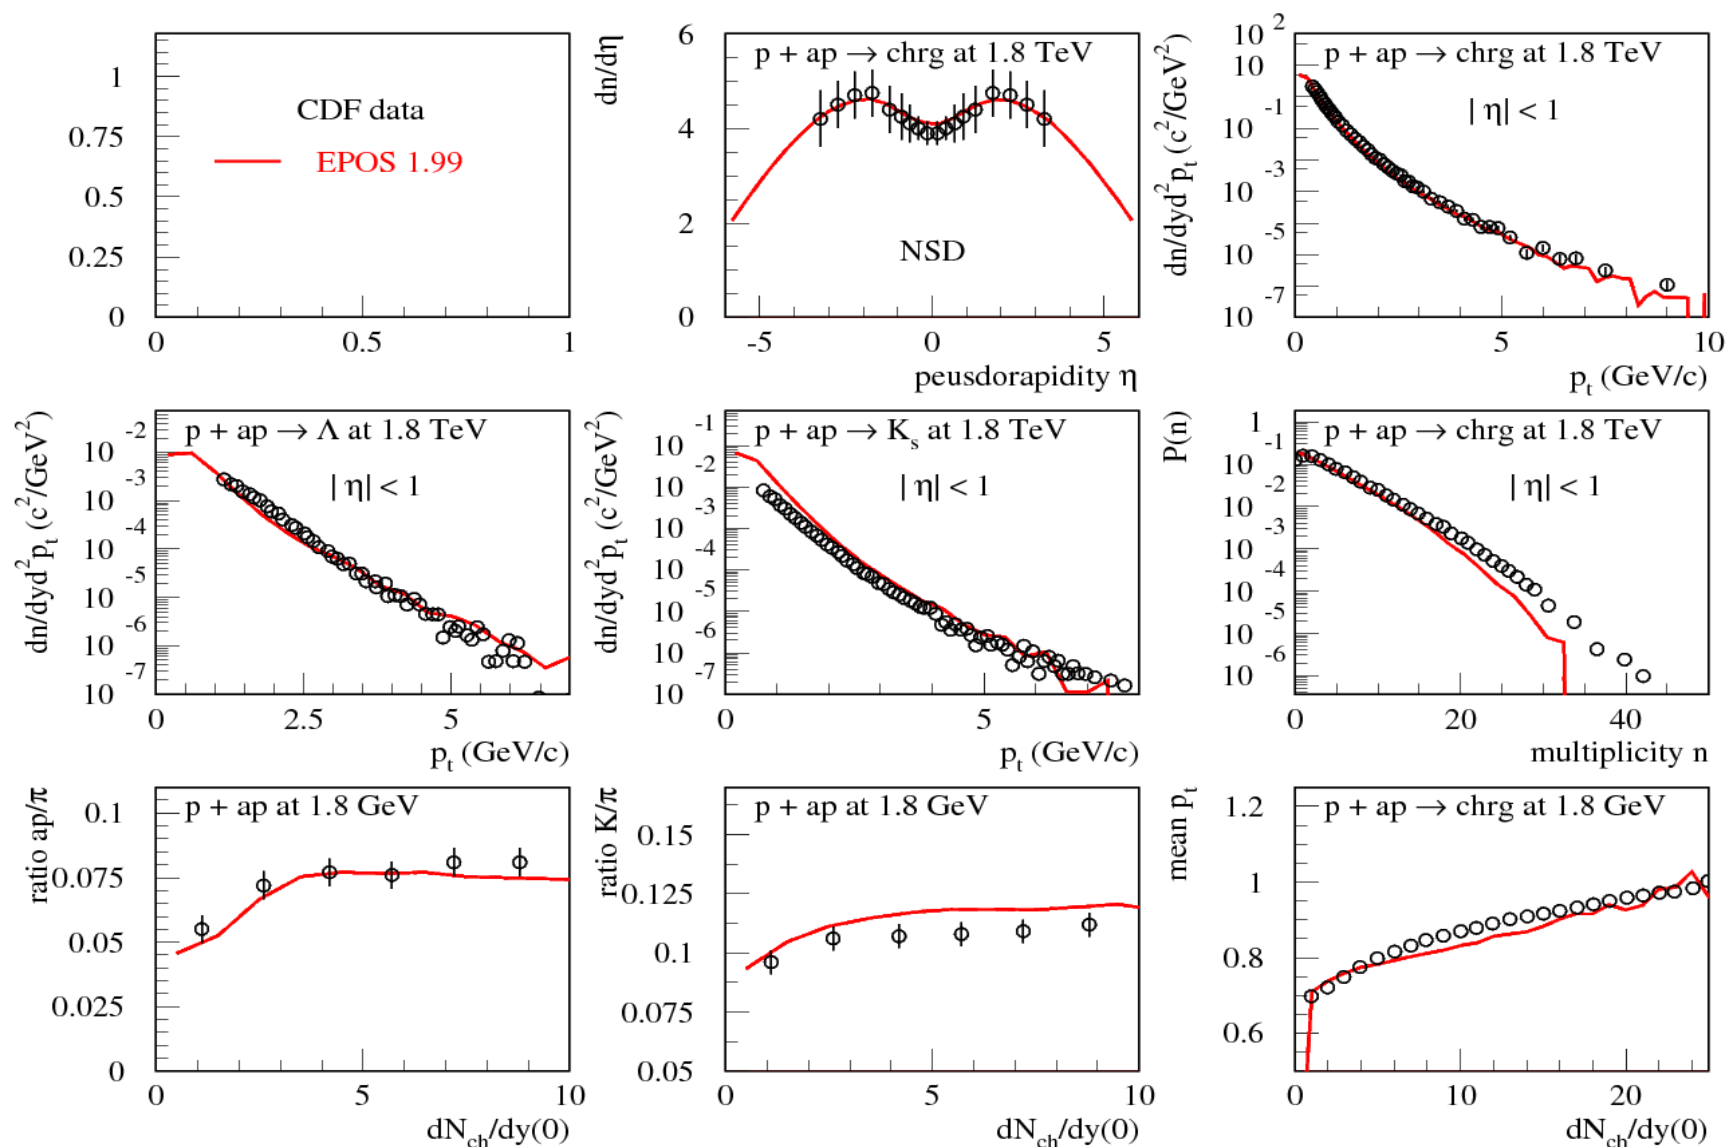 1
0.75
0.5
0.25
0
0
0.5
1
CDF data
EPOS 1.99
dn/dη
6
4
2
0
-5
0
5
p + ap → chrg at 1.8 TeV
NSD
peusdorapidity η
dn/dyd²pt (c²/GeV²)
10 2
10
10 -1
10
10 -3
10
10 -5
10
10 -7
0
5
10
p + ap → chrg at 1.8 TeV
| η| < 1
pt (GeV/c)
dn/dyd²pt (c²/GeV²)
10 -2
10 -3
10 -4
10 -5
10 -6
10 -7
0
2.5
5
p + ap → Λ at 1.8 TeV
| η| < 1
pt (GeV/c)
dn/dyd²pt (c²/GeV²)
10 -1
10 -2
10 -3
10 -4
10 -5
10 -6
10 -7
0
5
p + ap → Ks at 1.8 TeV
| η| < 1
pt (GeV/c)
P(n)
1
10 -1
10 -2
10 -3
10 -4
10 -5
10 -6
0
20
40
p + ap → chrg at 1.8 TeV
| η| < 1
multiplicity n
ratio ap/π
0.1
0.075
0.05
0.025
0
0
5
10
p + ap at 1.8 GeV
dNch/dy(0)
ratio K/π
0.15
0.125
0.1
0.075
0.05
0
5
10
p + ap at 1.8 GeV
dNch/dy(0)
mean pt
1.2
1
0.8
0.6
0
10
20
p + ap → chrg at 1.8 GeV
dNch/dy(0)